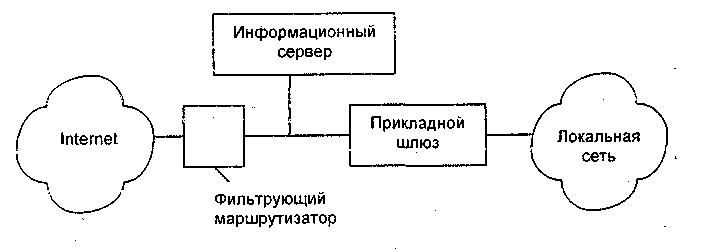 Информационный
сервер
Internet
Прикладной
шлюз
Локальная
сеть
Фильтрующий
маршрутизатор